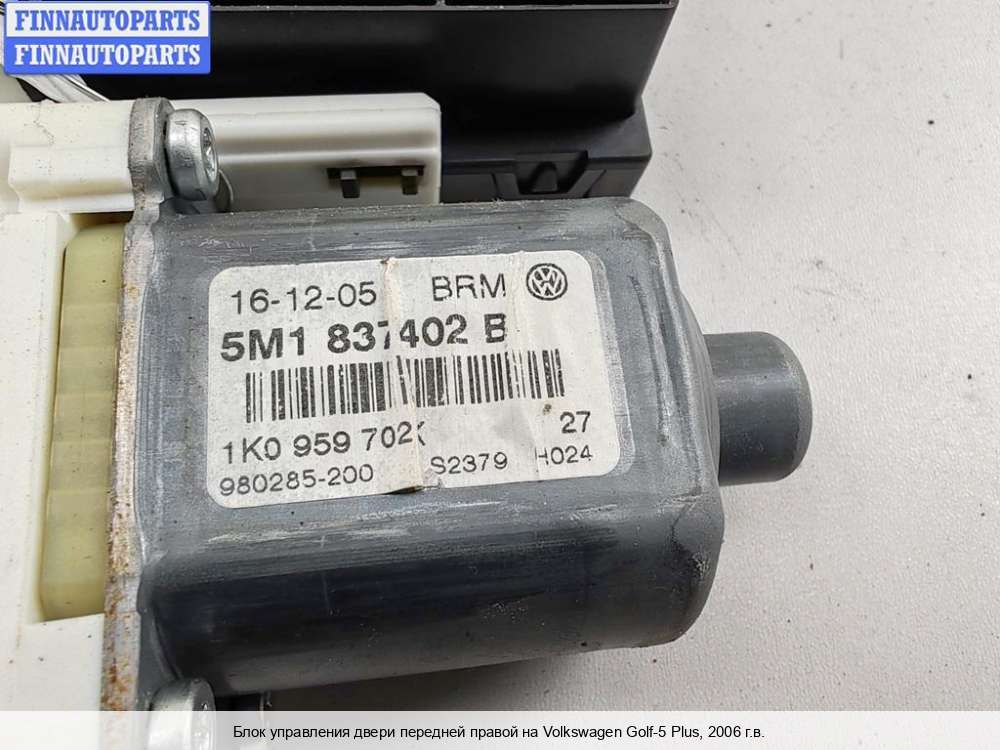 FINNAUTOPARTS
FINNAUTOPARTS
16-12-05 BRM
5M1 837402 B
1K0 959 702K 27
980285-200 S2379 H024
Блок управления двери передней правой на Volkswagen Golf-5 Plus, 2006 г.в.